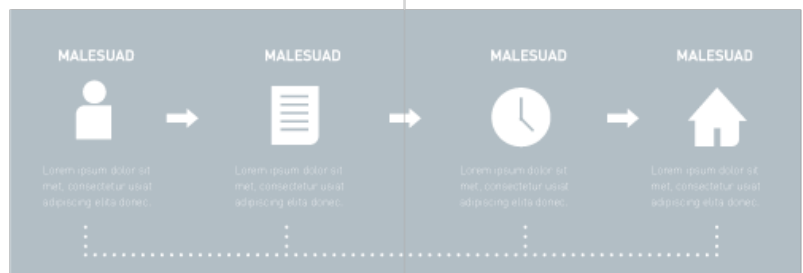 MALESUAD
MALESUAD
MALESUAD
MALESUAD
Lorem ipsum dolor sit
met, consectetur usiat
adipiscing elita donec.
Lorem ipsum dolor sit
met, consectetur usiat
adipiscing elita donec.
Lorem ipsum dolor sit
met, consectetur usiat
adipiscing elita donec.
Lorem ipsum dolor sit
met, consectetur usiat
adipiscing elita donec.